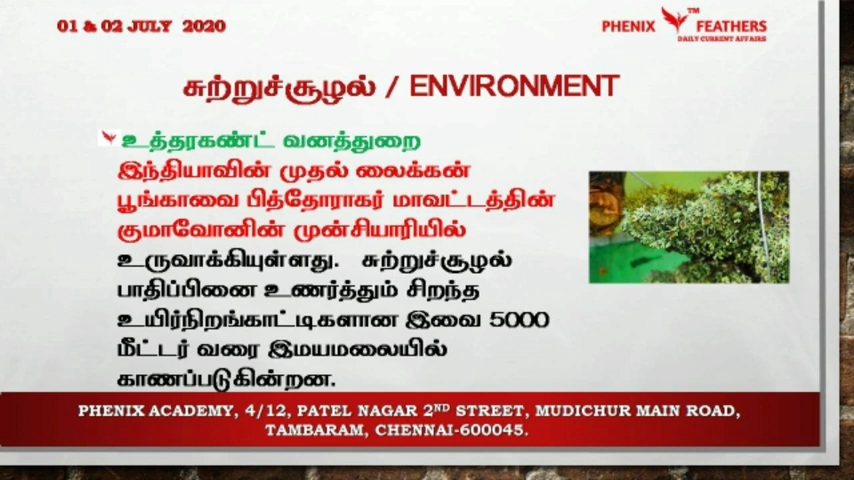 01 & 02 JULY 2020
PHENIX FEATHERS TM
DAILY CURRENT AFFAIRS
சுற்றுச்சூழல் / ENVIRONMENT
உத்தரகண்ட் வனத்துறை
இந்தியாவின் முதல் லைக்கன்
பூங்காவை பித்தோராகர் மாவட்டத்தின்
குமாவோனின் முன்சியாரியில்
உருவாக்கியுள்ளது. சுற்றுச்சூழல்
பாதிப்பினை உணர்த்தும் சிறந்த
உயிர்நிறங்காட்டிகளான இவை 5000
மீட்டர் வரை இமயமலையில்
காணப்படுகின்றன.
PHENIX ACADEMY, 4/12, PATEL NAGAR 2ND STREET, MUDICHUR MAIN ROAD,
TAMBARAM, CHENNAI-600045.